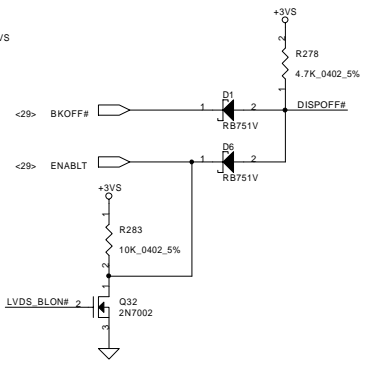 +3VS
VS
2
R278
4.7K_0402_5%
1
D1
<29> BKOFF# 1 2 DISPOFF#
RB751V
D6
<29> ENABLT 1 2
RB751V
+3VS
1
R283
10K_0402_5%
2
1
LVDS_BLON# 2 Q32
2N7002
3